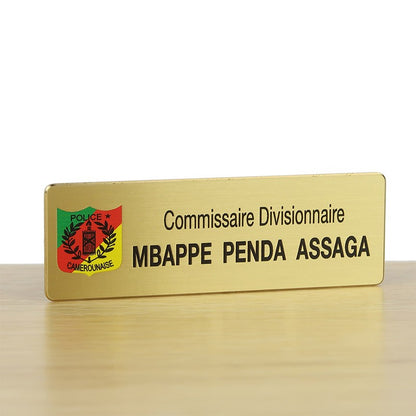 POLICE
CAMEROUNAISE
Commissaire Divisionnaire
MBAPPE PENDA ASSAGA